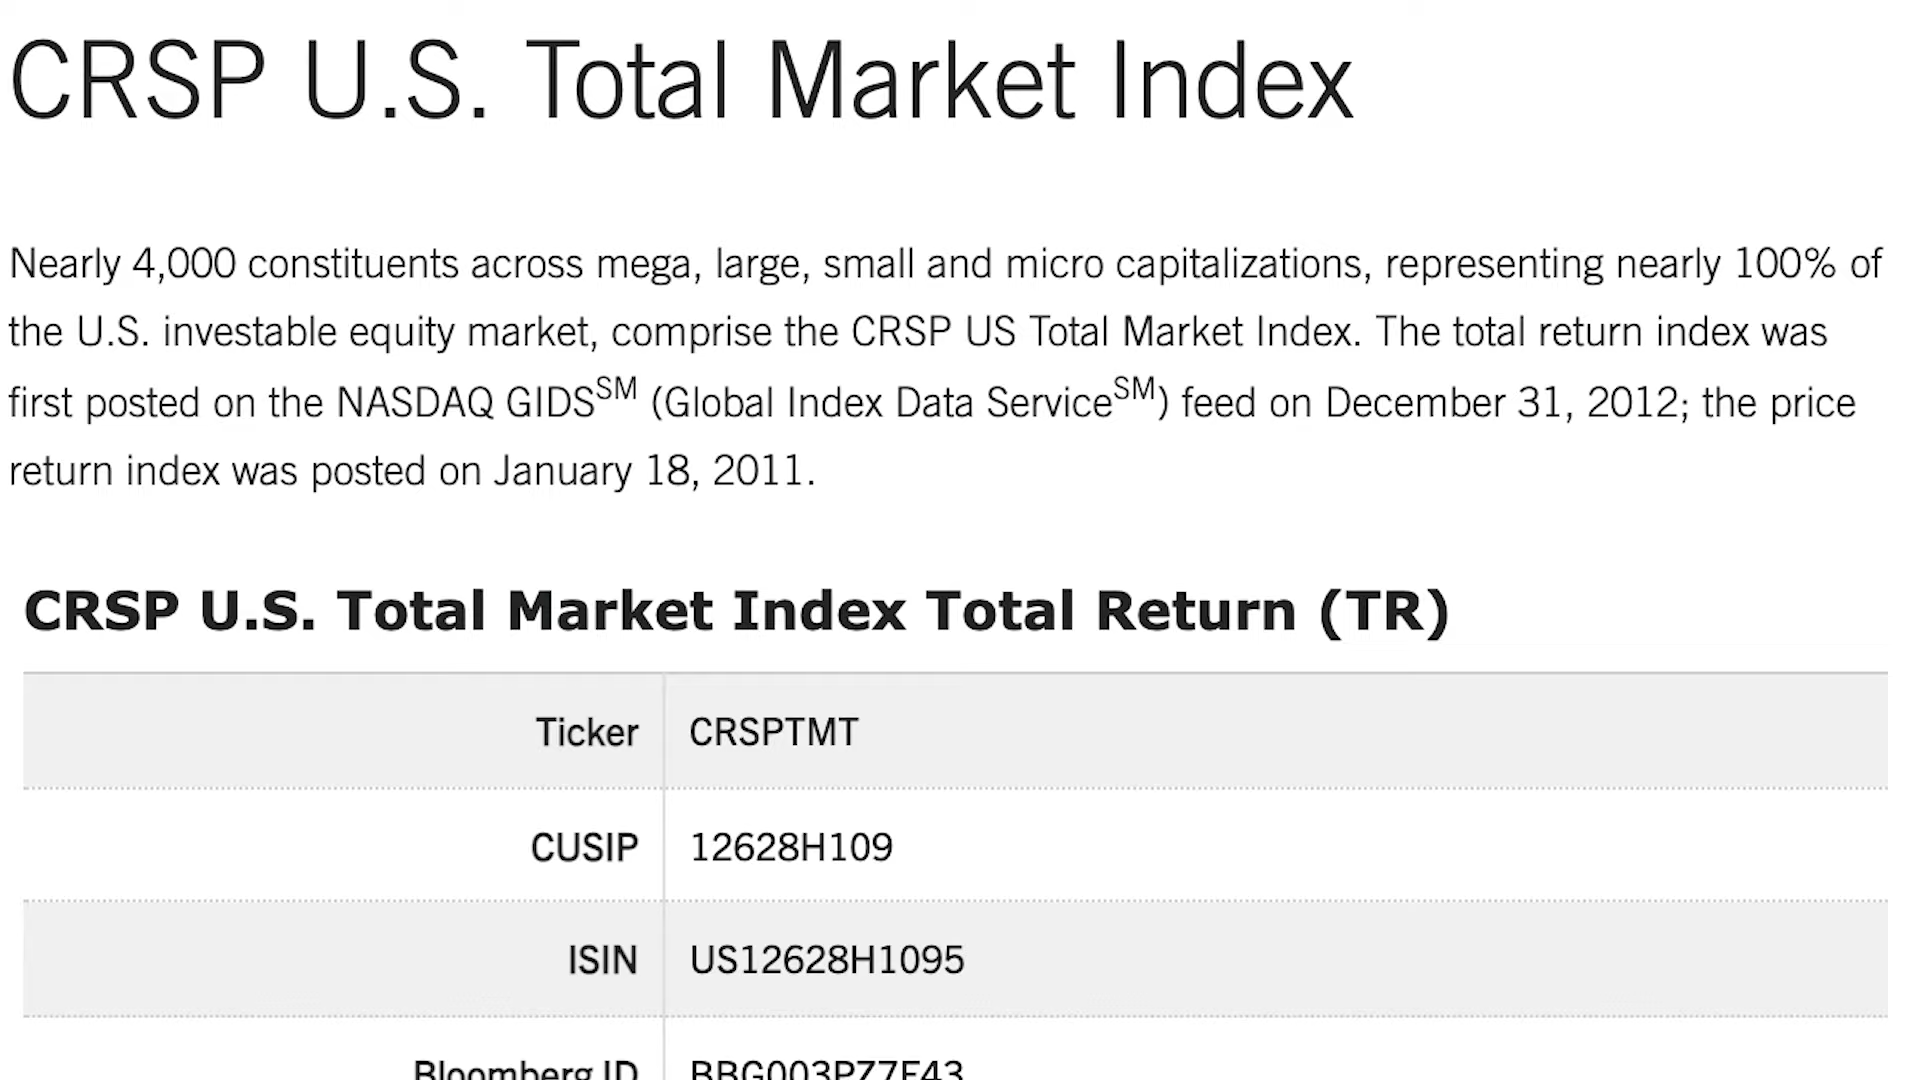 CRSP U.S. Total Market Index
Nearly 4,000 constituents across mega, large, small and micro capitalizations, representing nearly 100% of
the U.S. investable equity market, comprise the CRSP US Total Market Index. The total return index was
first posted on the NASDAQ GIDSSM (Global Index Data ServiceSM) feed on December 31, 2012; the price
return index was posted on January 18, 2011.
CRSP U.S. Total Market Index Total Return (TR)
Ticker CRSPTMT
CUSIP 12628H109
ISIN US12628H1095
Bloomberg ID